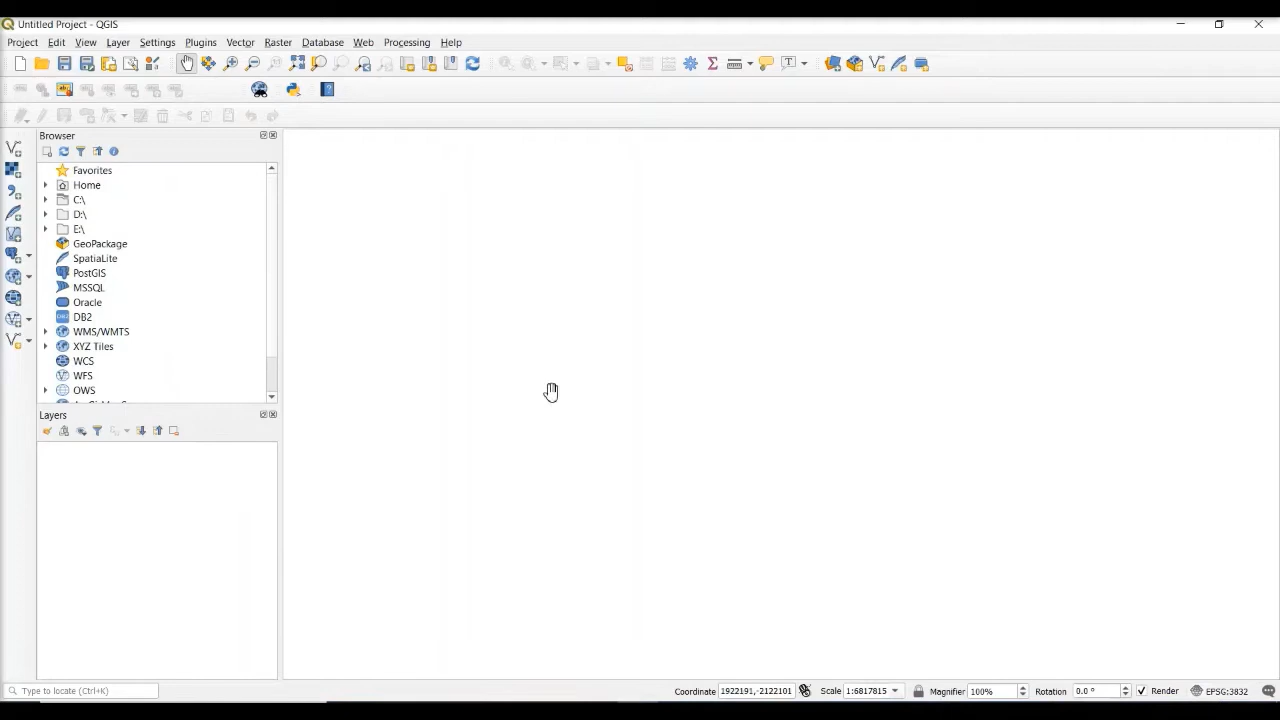 Untitled Project - QGIS
Project Edit View Layer Settings Plugins Vector Raster Database Web Processing Help
Browser
Favorites
Home
C:\
D:\
E:\
GeoPackage
SpatiaLite
PostGIS
MSSQL
Oracle
DB2
WMS/WMTS
XYZ Tiles
WCS
WFS
OWS
Layers
Type to locate (Ctrl+K)
Coordinate 1922191,-2122101 Scale 1:6817815 Magnifier 100% Rotation 0.0 ° Render EPSG:3832